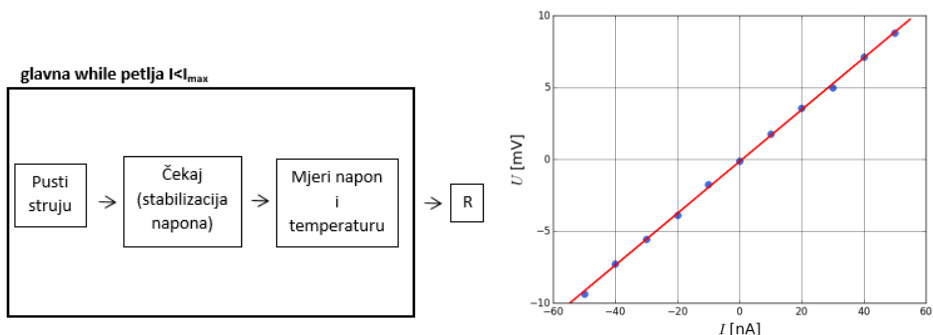 glavna while petlja I<Imax
Pusti
struju
Čekaj
(stabilizacija
napona)
Mjeri napon
i
temperaturu
R
10
5
0
−5
−10
U [mV]
−60
−40
−20
0
20
40
60
I [nA]